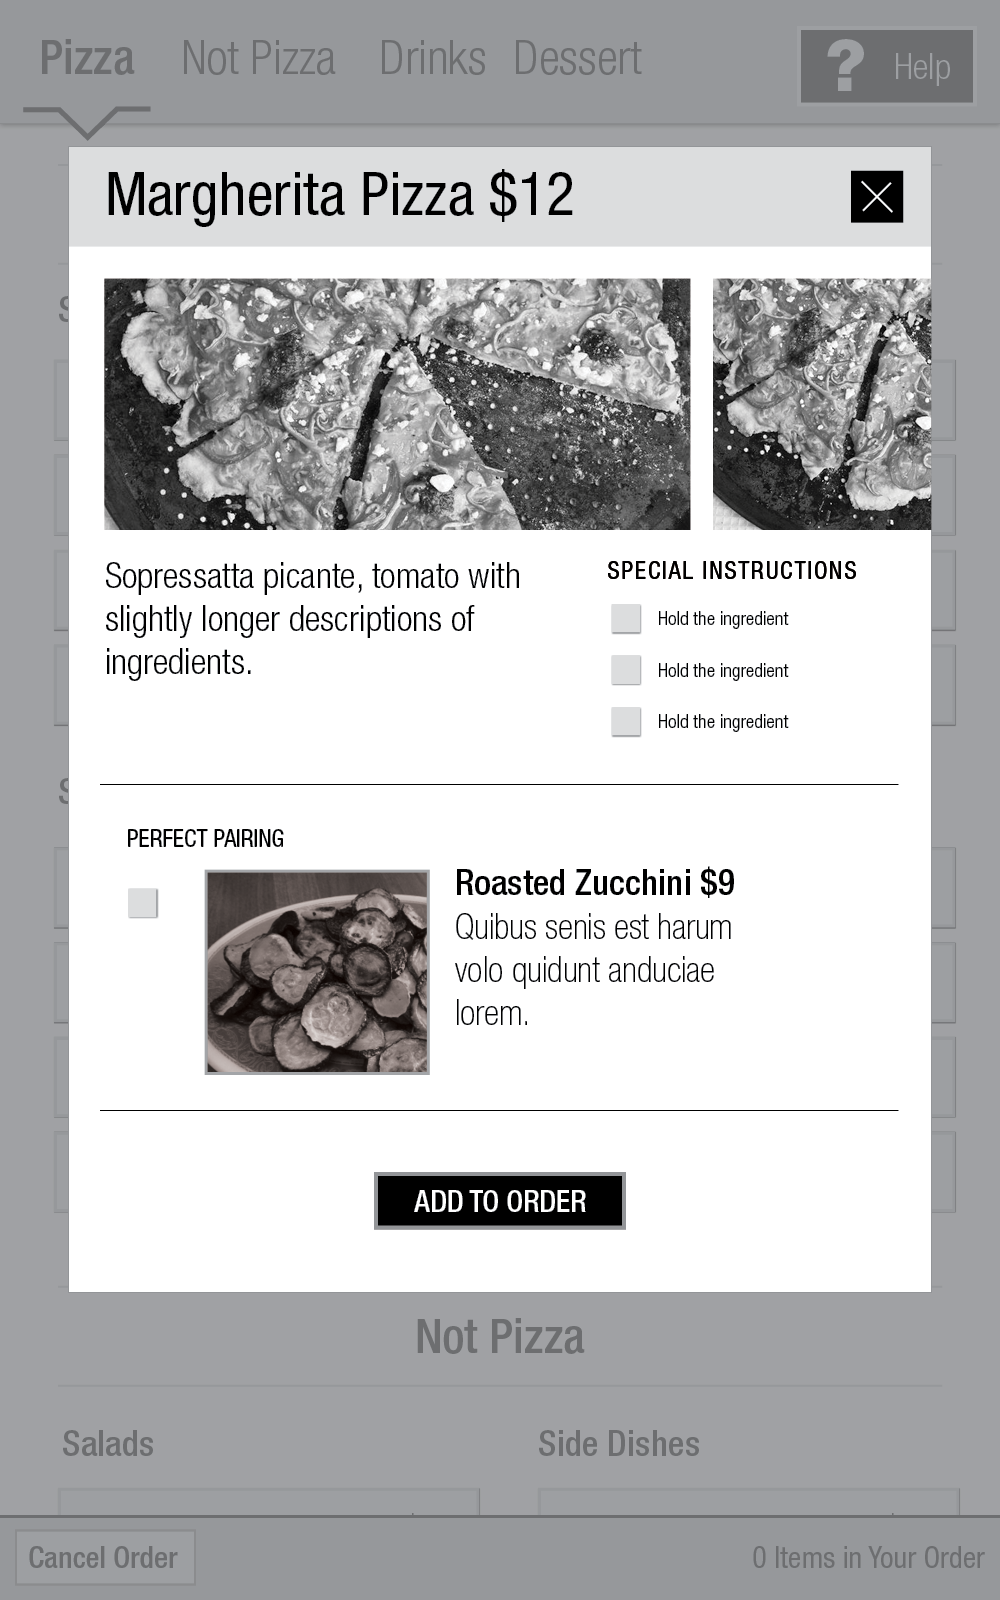 Pizza Not Pizza Drinks Dessert
? Help
Margherita Pizza $12
Sopressatta picante, tomato with
slightly longer descriptions of
ingredients.
SPECIAL INSTRUCTIONS
Hold the ingredient
Hold the ingredient
Hold the ingredient
PERFECT PAIRING
Roasted Zucchini $9
Quibus senis est harum
volo quidunt anduciae
lorem.
ADD TO ORDER
Not Pizza
Salads
Side Dishes
Cancel Order
0 Items in Your Order